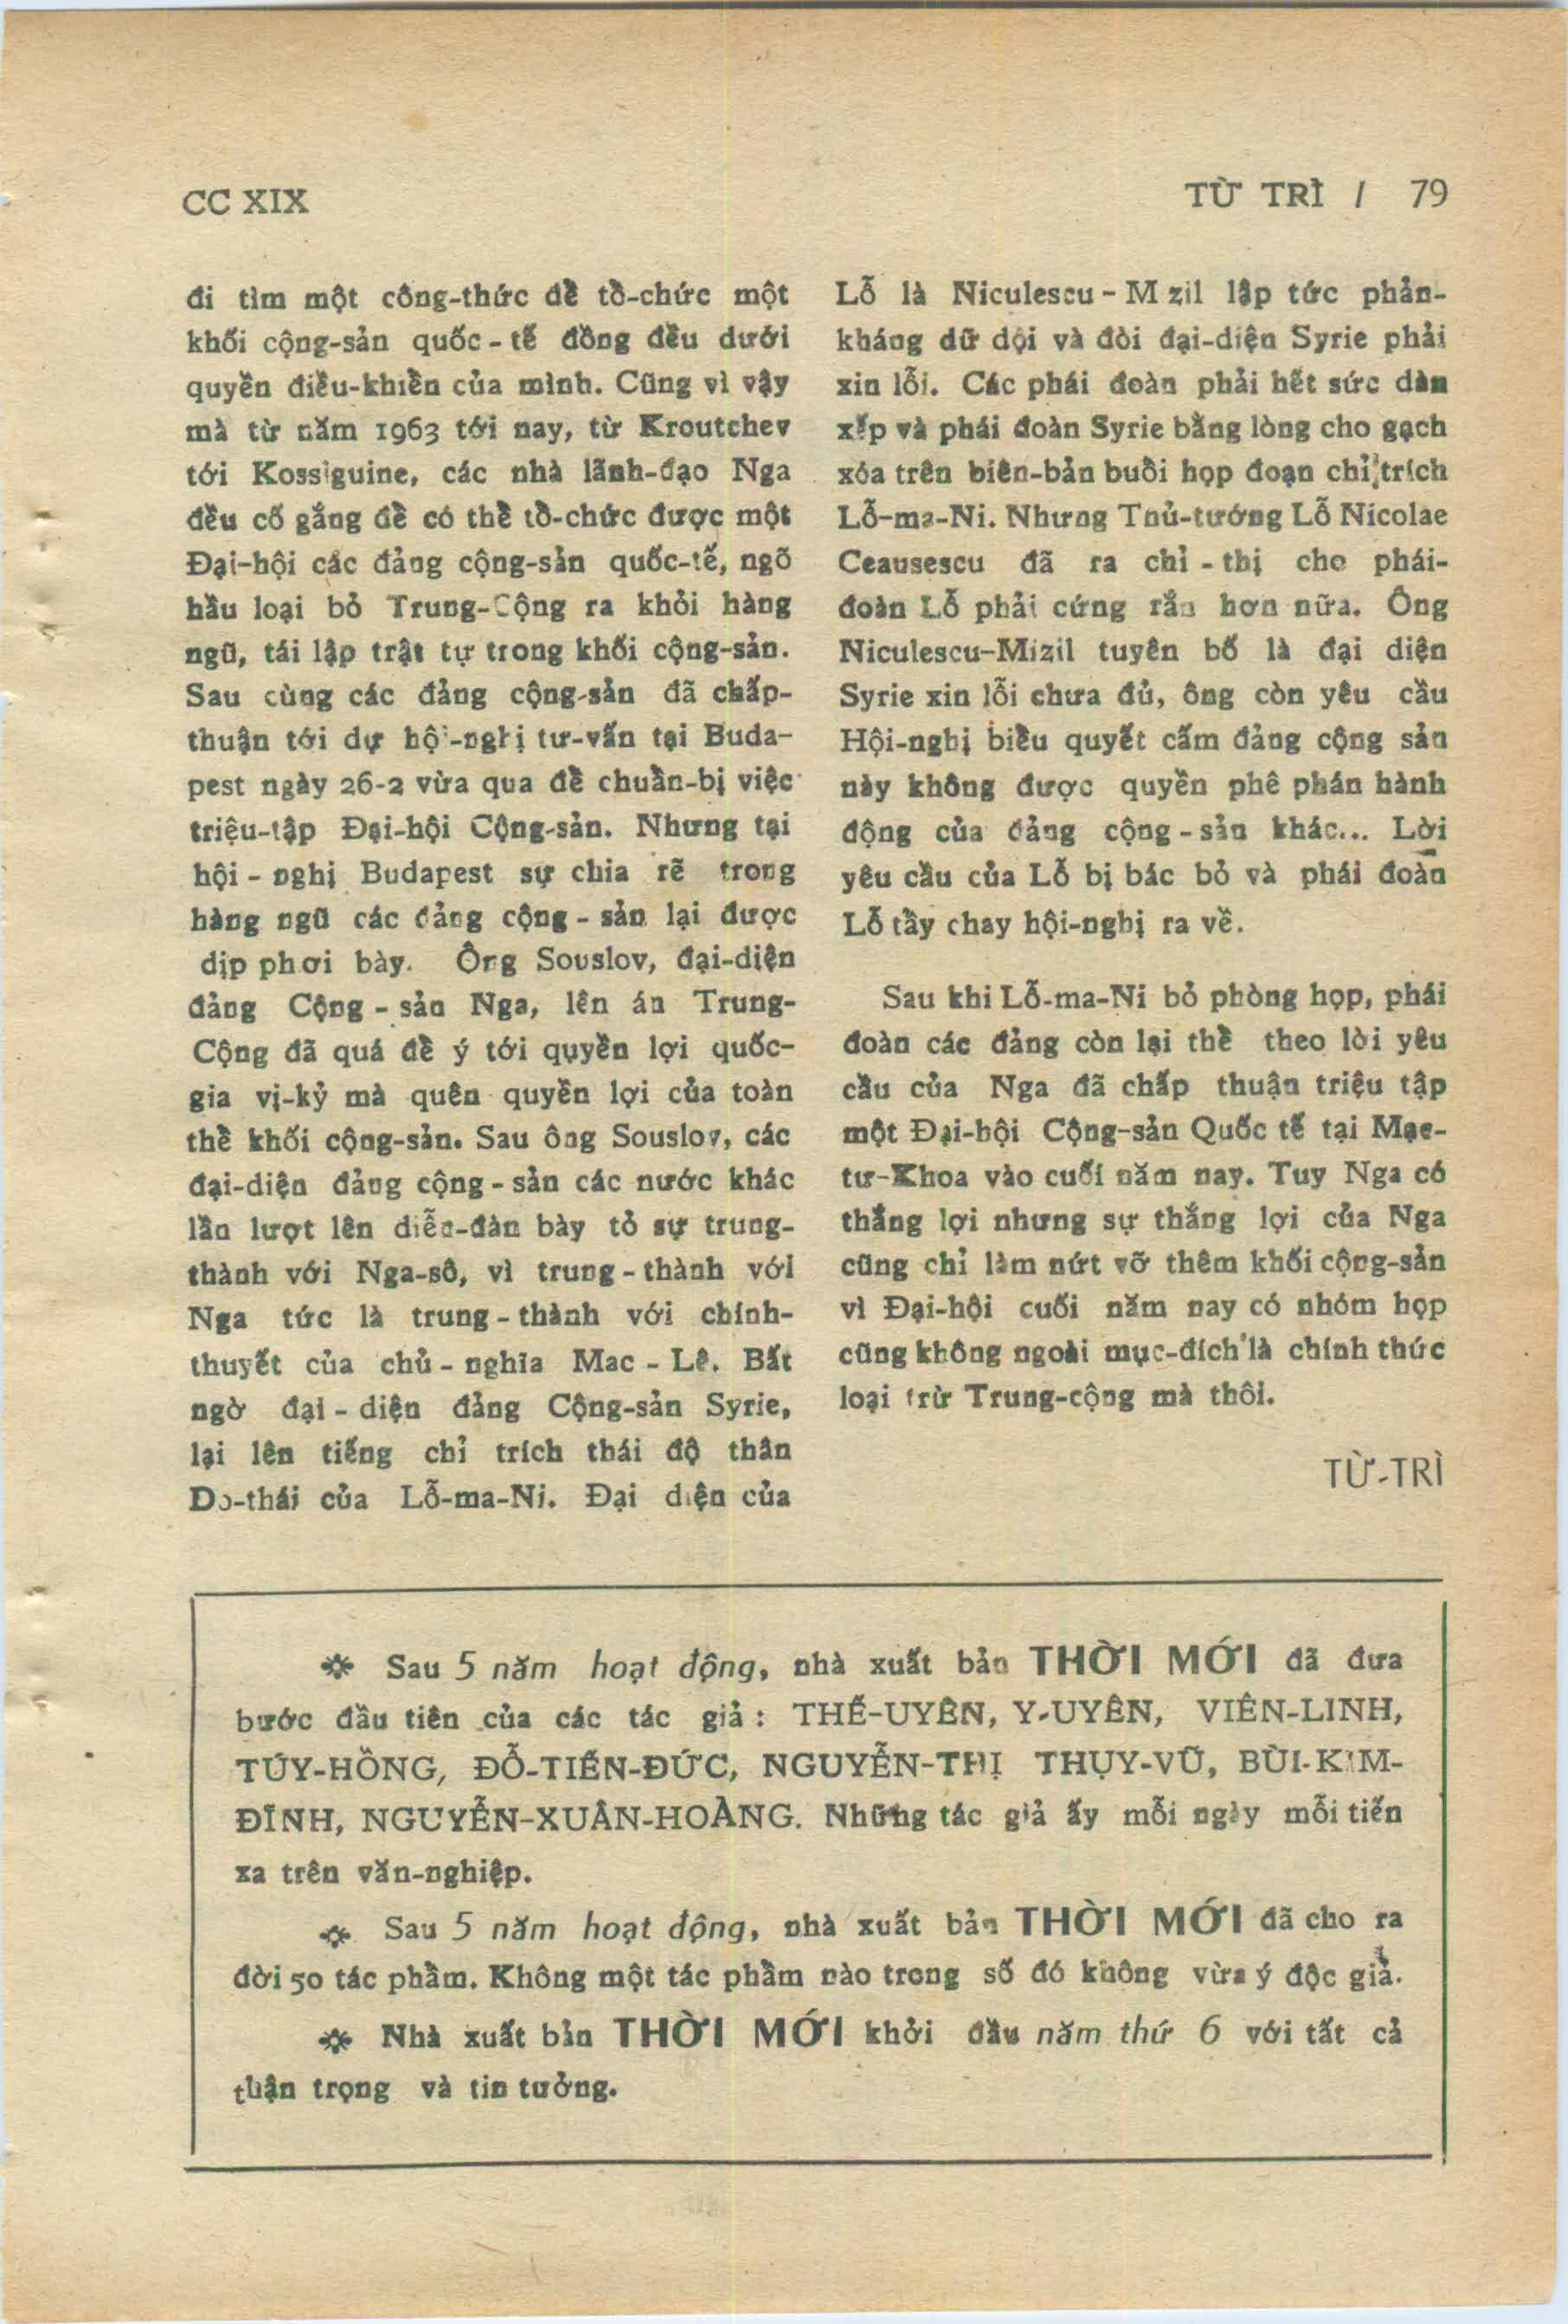 CC XIX
TỪ TRÌ / 79
đi tìm một công-thức để tổ-chức một
khối cộng-sản quốc - tế đồng đều dưới
quyền điều-khiển của mình. Cũng vì vậy
mà từ năm 1963 tới nay, từ Kroutchev
tới Kossiguine, các nhà lãnh-đạo Nga
đều cố gắng để có thể tổ-chức được một
Đại-hội các đảng cộng-sản quốc-tế, ngõ
hầu loại bỏ Trung-Cộng ra khỏi hàng
ngũ, tái lập trật tự trong khối cộng-sản.
Sau cùng các đảng cộng-sản đã chấp-
thuận tới dự hội-nghị tư-vấn tại Buda-
pest ngày 26-2 vừa qua để chuẩn-bị việc
triệu-tập Đại-hội Cộng-sản. Nhưng tại
hội - nghị Budapest sự chia rẽ trong
hàng ngũ các đảng cộng - sản lại được
dịp phơi bày. Ông Souslov, đại-diện
đảng Cộng - sản Nga, lên án Trung-
Cộng đã quá để ý tới quyền lợi quốc-
gia vị-kỷ mà quên quyền lợi của toàn
thể khối cộng-sản. Sau ông Souslov, các
đại-diện đảng cộng - sản các nước khác
lần lượt lên diễn-đàn bày tỏ sự trung-
thành với Nga-sô, vì trung - thành với
Nga tức là trung - thành với chính-
thuyết của chủ - nghĩa Mac - Lê. Bất
ngờ đại - diện đảng Cộng-sản Syrie,
lại lên tiếng chỉ trích thái độ thân
Do-thái của Lỗ-ma-Ni. Đại diện của
Lỗ là Niculescu - Mizil lập tức phản-
kháng dữ dội và đòi đại-diện Syrie phải
xin lỗi. Các phái đoàn phải hết sức dàn
xếp và phái đoàn Syrie bằng lòng cho gạch
xóa trên biên-bản buổi họp đoạn chỉ trích
Lỗ-ma-Ni. Nhưng Thủ-tướng Lỗ Nicolae
Ceausescu đã ra chỉ - thị cho phái-
đoàn Lỗ phải cứng rắn hơn nữa. Ông
Niculescu-Mizil tuyên bố là đại diện
Syrie xin lỗi chưa đủ, ông còn yêu cầu
Hội-nghị biểu quyết cấm đảng cộng sản
này không được quyền phê phán hành
động của đảng cộng - sản khác... Lời
yêu cầu của Lỗ bị bác bỏ và phái đoàn
Lỗ tẩy chay hội-nghị ra về.
Sau khi Lỗ-ma-Ni bỏ phòng họp, phái
đoàn các đảng còn lại thể theo lời yêu
cầu của Nga đã chấp thuận triệu tập
một Đại-hội Cộng-sản Quốc tế tại Mạc-
tư-Khoa vào cuối năm nay. Tuy Nga có
thắng lợi nhưng sự thắng lợi của Nga
cũng chỉ làm nứt vỡ thêm khối cộng-sản
vì Đại-hội cuối năm nay có nhóm họp
cũng không ngoài mục-đích là chính thức
loại trừ Trung-cộng mà thôi.
TỪ-TRÌ
Sau 5 năm hoạt động, nhà xuất bản THỜI MỚI đã đưa
bước đầu tiên của các tác giả : THẾ-UYÊN, Y-UYÊN, VIÊN-LINH,
TÚY-HỒNG, ĐỖ-TIẾN-ĐỨC, NGUYỄN-THỊ THỤY-VŨ, BÙI-KIM-
ĐĨNH, NGUYỄN-XUÂN-HOÀNG. Những tác giả ấy mỗi ngày mỗi tiến
xa trên văn-nghiệp.
Sau 5 năm hoạt động, nhà xuất bản THỜI MỚI đã cho ra
đời 50 tác phẩm. Không một tác phẩm nào trong số đó không vừa ý độc giả.
Nhà xuất bản THỜI MỚI khởi đầu năm thứ 6 với tất cả
thận trọng và tin tưởng.